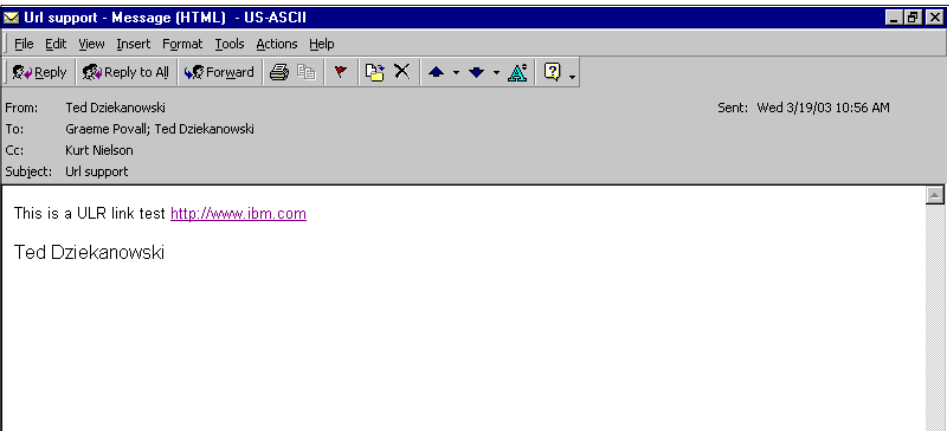 Url support - Message (HTML) - US-ASCII
File Edit View Insert Format Tools Actions Help
Reply Reply to All Forward
From: Ted Dziekanowski Sent: Wed 3/19/03 10:56 AM
To: Graeme Povall; Ted Dziekanowski
Cc: Kurt Nielson
Subject: Url support
This is a ULR link test http://www.ibm.com
Ted Dziekanowski